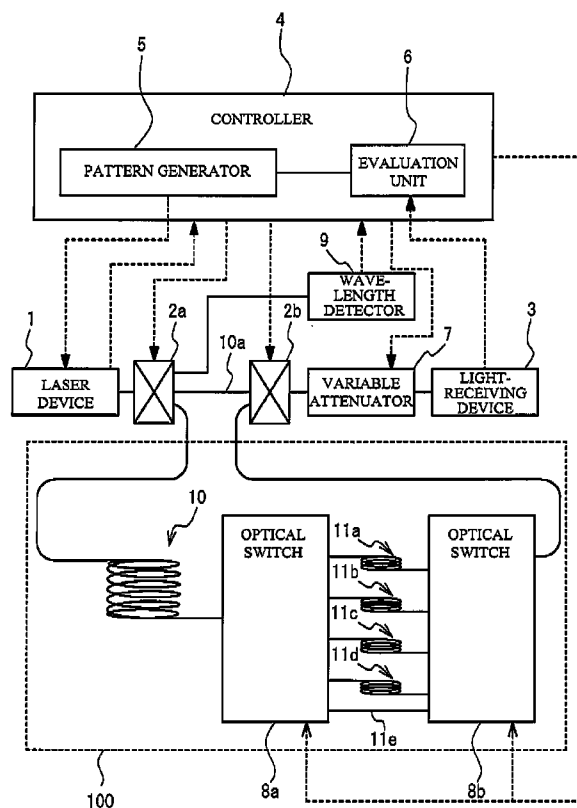 4
5
6
CONTROLLER
PATTERN GENERATOR
EVALUATION
UNIT
9
WAVE-
LENGTH
DETECTOR
1
2a
10a
2b
7
3
LASER
DEVICE
VARIABLE
ATTENUATOR
LIGHT-
RECEIVING
DEVICE
10
OPTICAL
SWITCH
11a
11b
11c
11d
11e
OPTICAL
SWITCH
100
8a
8b